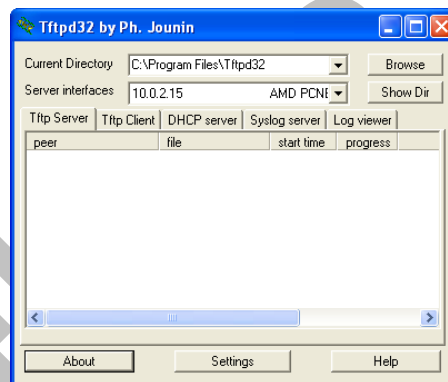 Tftpd32 by Ph. Jounin
Current Directory C:\Program Files\Tftpd32 Browse
Server interfaces 10.0.2.15 AMD PCNE Show Dir
Tftp Server Tftp Client DHCP server Syslog server Log viewer
peer file start time progress
About Settings Help